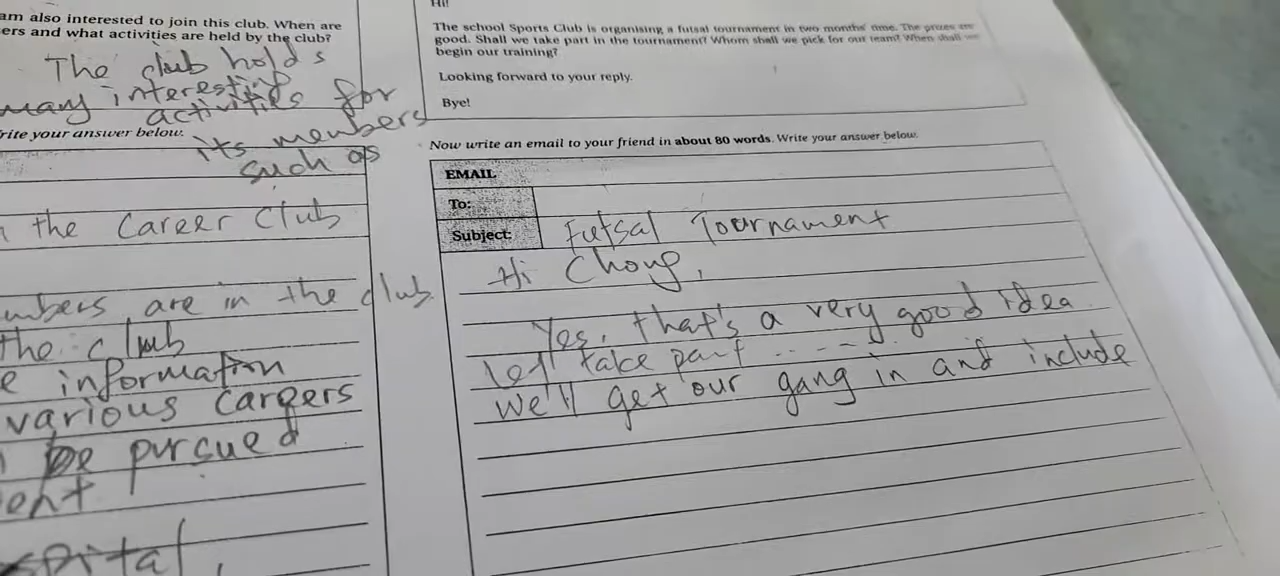 am also interested to join this club. When are
ers and what activities are held by the club?
The club holds
many interesting
activities for
its members
such as
rite your answer below.
the Career Club
mbers are in the club
the club
e information
various careers
be pursued
ent
spital,
Hi!
The school Sports Club is organising a futsal tournament in two months' time. The prizes are
good. Shall we take part in the tournament? Whom shall we pick for our team? When shall we
begin our training?
Looking forward to your reply.
Bye!
Now write an email to your friend in about 80 words. Write your answer below.
EMAIL
To:
Subject: Futsal Tournament
Hi Chong,
Yes, that's a very good idea
let' take part .......
We'll get our gang in and include